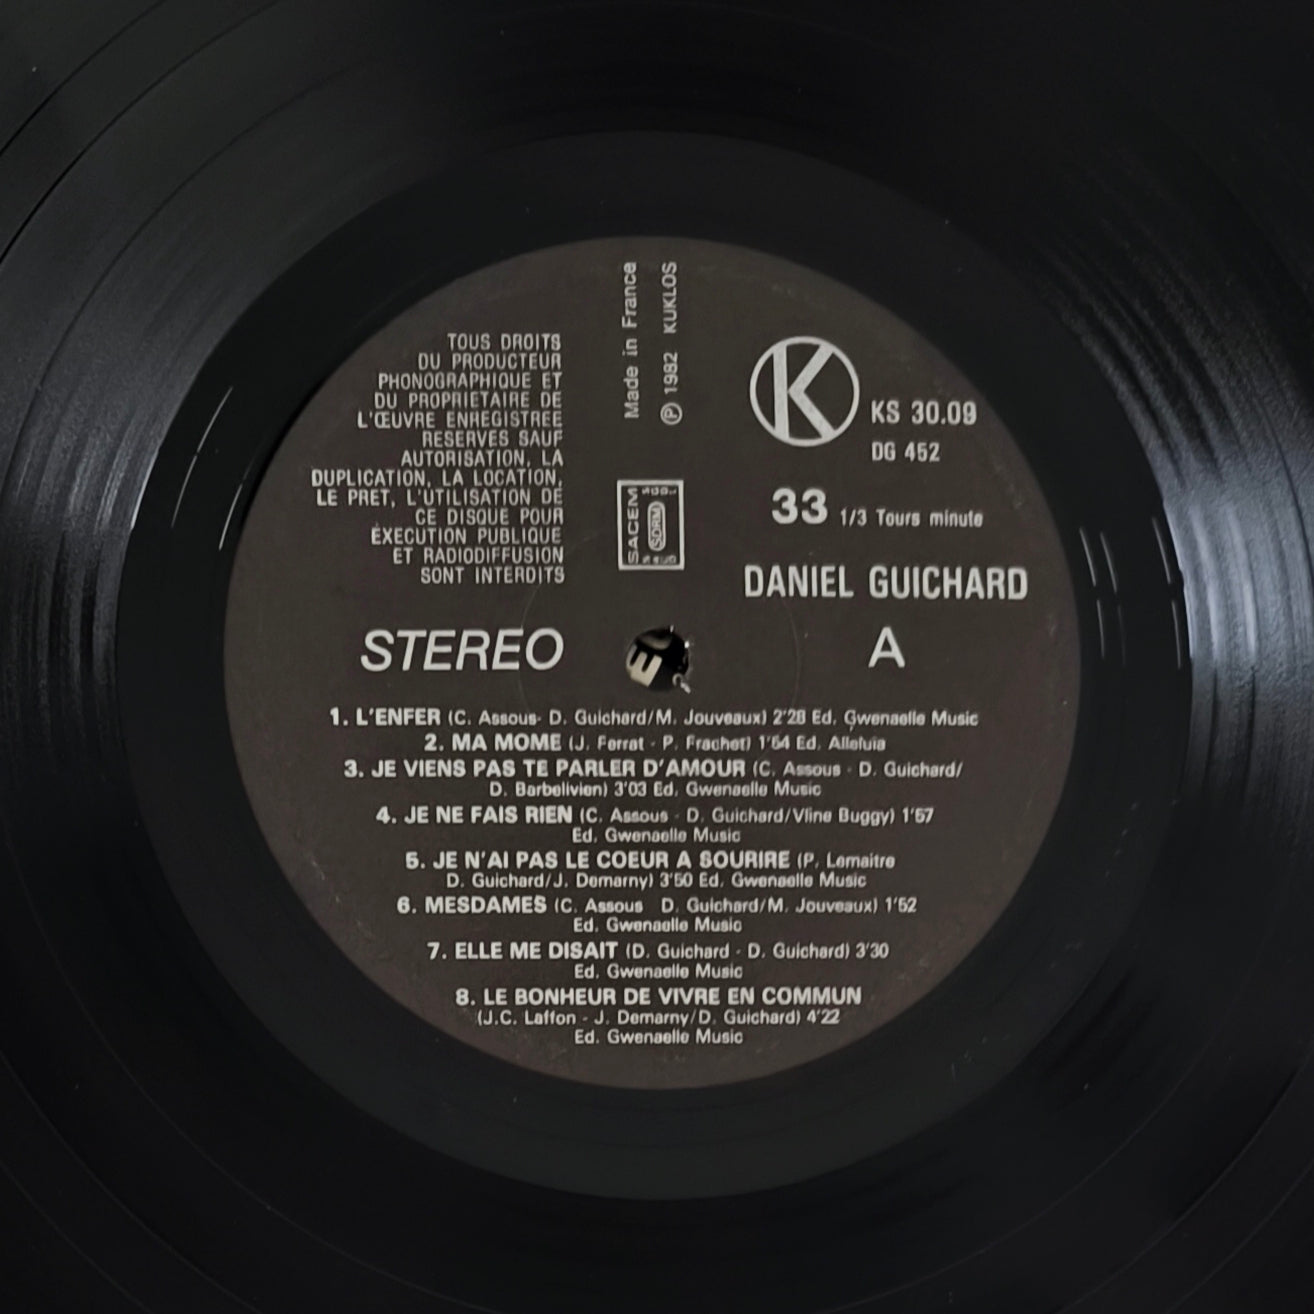 Made in France
℗ 1982 KUKLOS
TOUS DROITS
DU PRODUCTEUR
PHONOGRAPHIQUE ET
DU PROPRIETAIRE DE
L'ŒUVRE ENREGISTREE
RESERVES SAUF
AUTORISATION, LA
DUPLICATION, LA LOCATION,
LE PRET, L'UTILISATION DE
CE DISQUE POUR
EXECUTION PUBLIQUE
ET RADIODIFFUSION
SONT INTERDITS
SACEM
SDRM
K
KS 30.09
DG 452
33 1/3 Tours minute
DANIEL GUICHARD
STEREO
A
1. L'ENFER (C. Assous- D. Guichard/M. Jouveaux) 2'28 Ed. Gwenaelle Music
2. MA MOME (J. Ferrat - P. Frachet) 1'54 Ed. Alleluia
3. JE VIENS PAS TE PARLER D'AMOUR (C. Assous - D. Guichard/
D. Barbelivien) 3'03 Ed. Gwenaelle Music
4. JE NE FAIS RIEN (C. Assous - D. Guichard/Vline Buggy) 1'57
Ed. Gwenaelle Music
5. JE N'AI PAS LE COEUR A SOURIRE (P. Lemaitre
D. Guichard/J. Demarny) 3'50 Ed. Gwenaelle Music
6. MESDAMES (C. Assous D. Guichard/M. Jouveaux) 1'52
Ed. Gwenaelle Music
7. ELLE ME DISAIT (D. Guichard - D. Guichard) 3'30
Ed. Gwenaelle Music
8. LE BONHEUR DE VIVRE EN COMMUN
(J.C. Laffon - J. Demarny/D. Guichard) 4'22
Ed. Gwenaelle Music